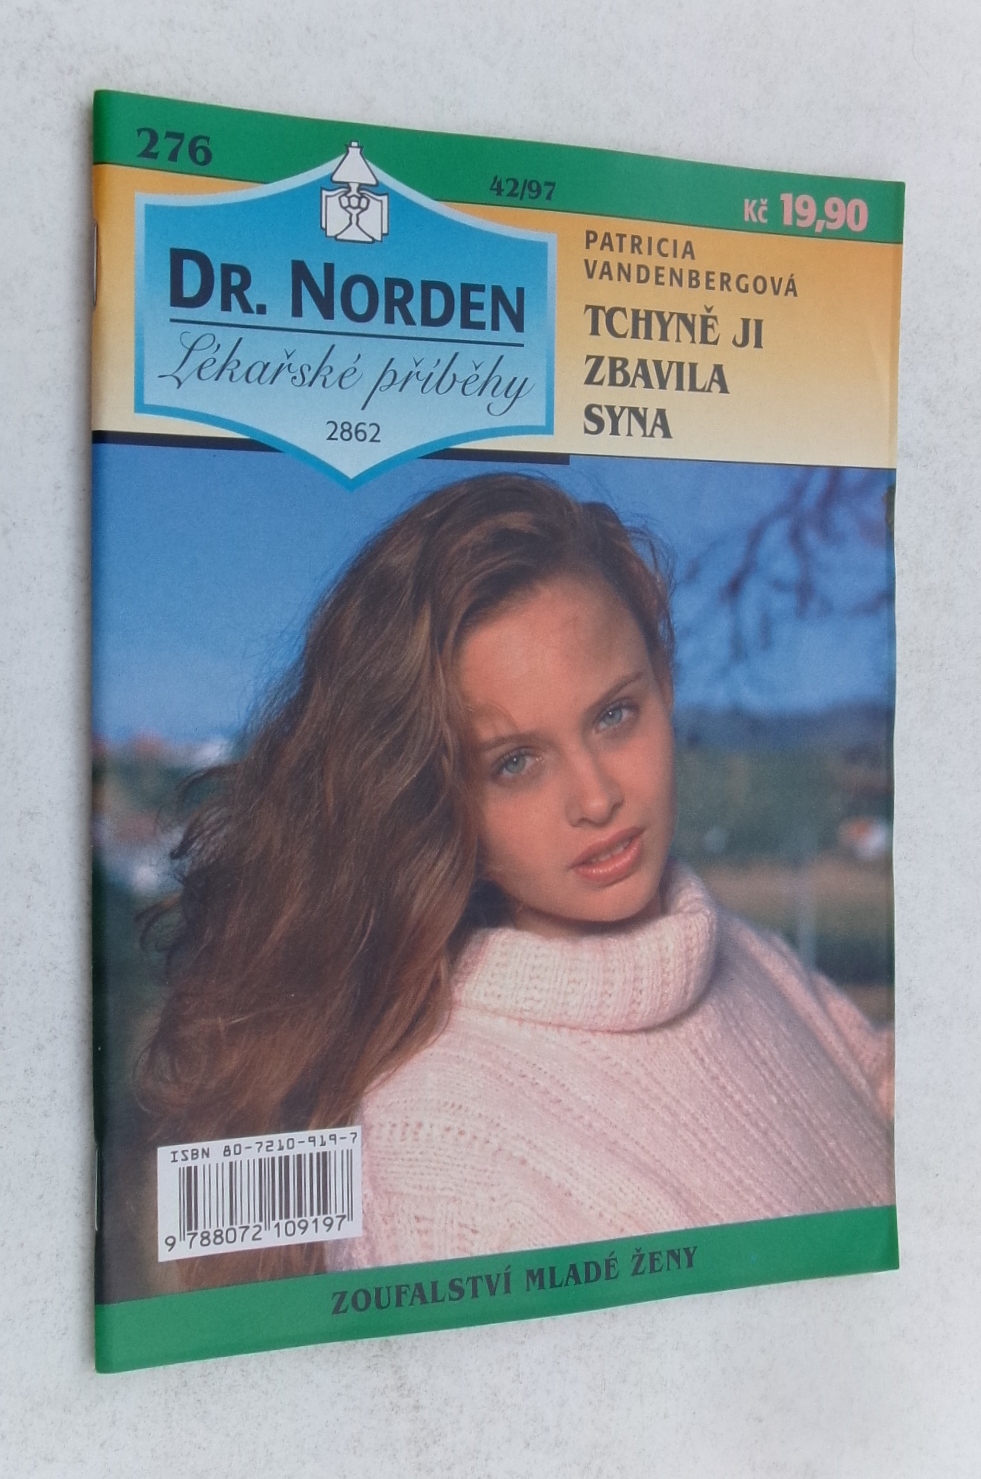 276
42/97
Kč 19,90
DR. NORDEN
Lékařské příběhy
2862
PATRICIA
VANDENBERGOVÁ
TCHYNĚ JI
ZBAVILA
SYNA
ISBN 80-7210-919-7
9 788072 109197
ZOUFALSTVÍ MLADÉ ŽENY